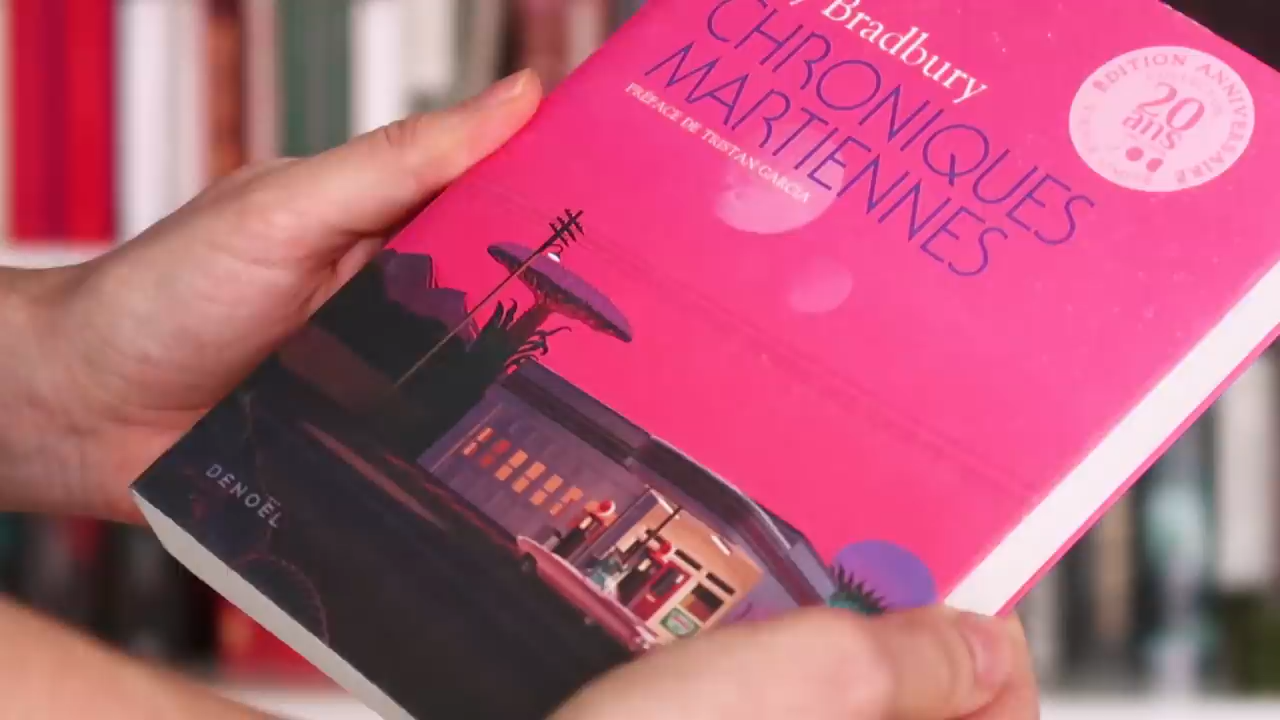 Bradbury
CHRONIQUES
MARTIENNES
PRÉFACE DE TRISTAN GARCIA
ÉDITION ANNIVERSAIRE
20
ans
DENOËL